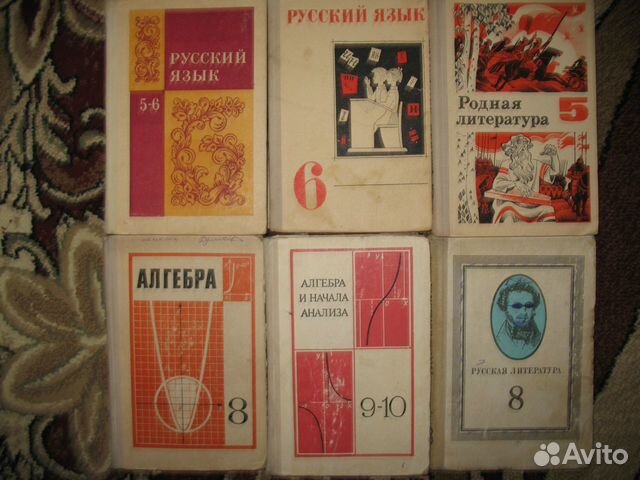 РУССКИЙ
ЯЗЫК
5-6
РУССКИЙ ЯЗЫК
6
Родная
литература 5
АЛГЕБРА
8
АЛГЕБРА
И НАЧАЛА
АНАЛИЗА
9-10
РУССКАЯ ЛИТЕРАТУРА
8
Avito